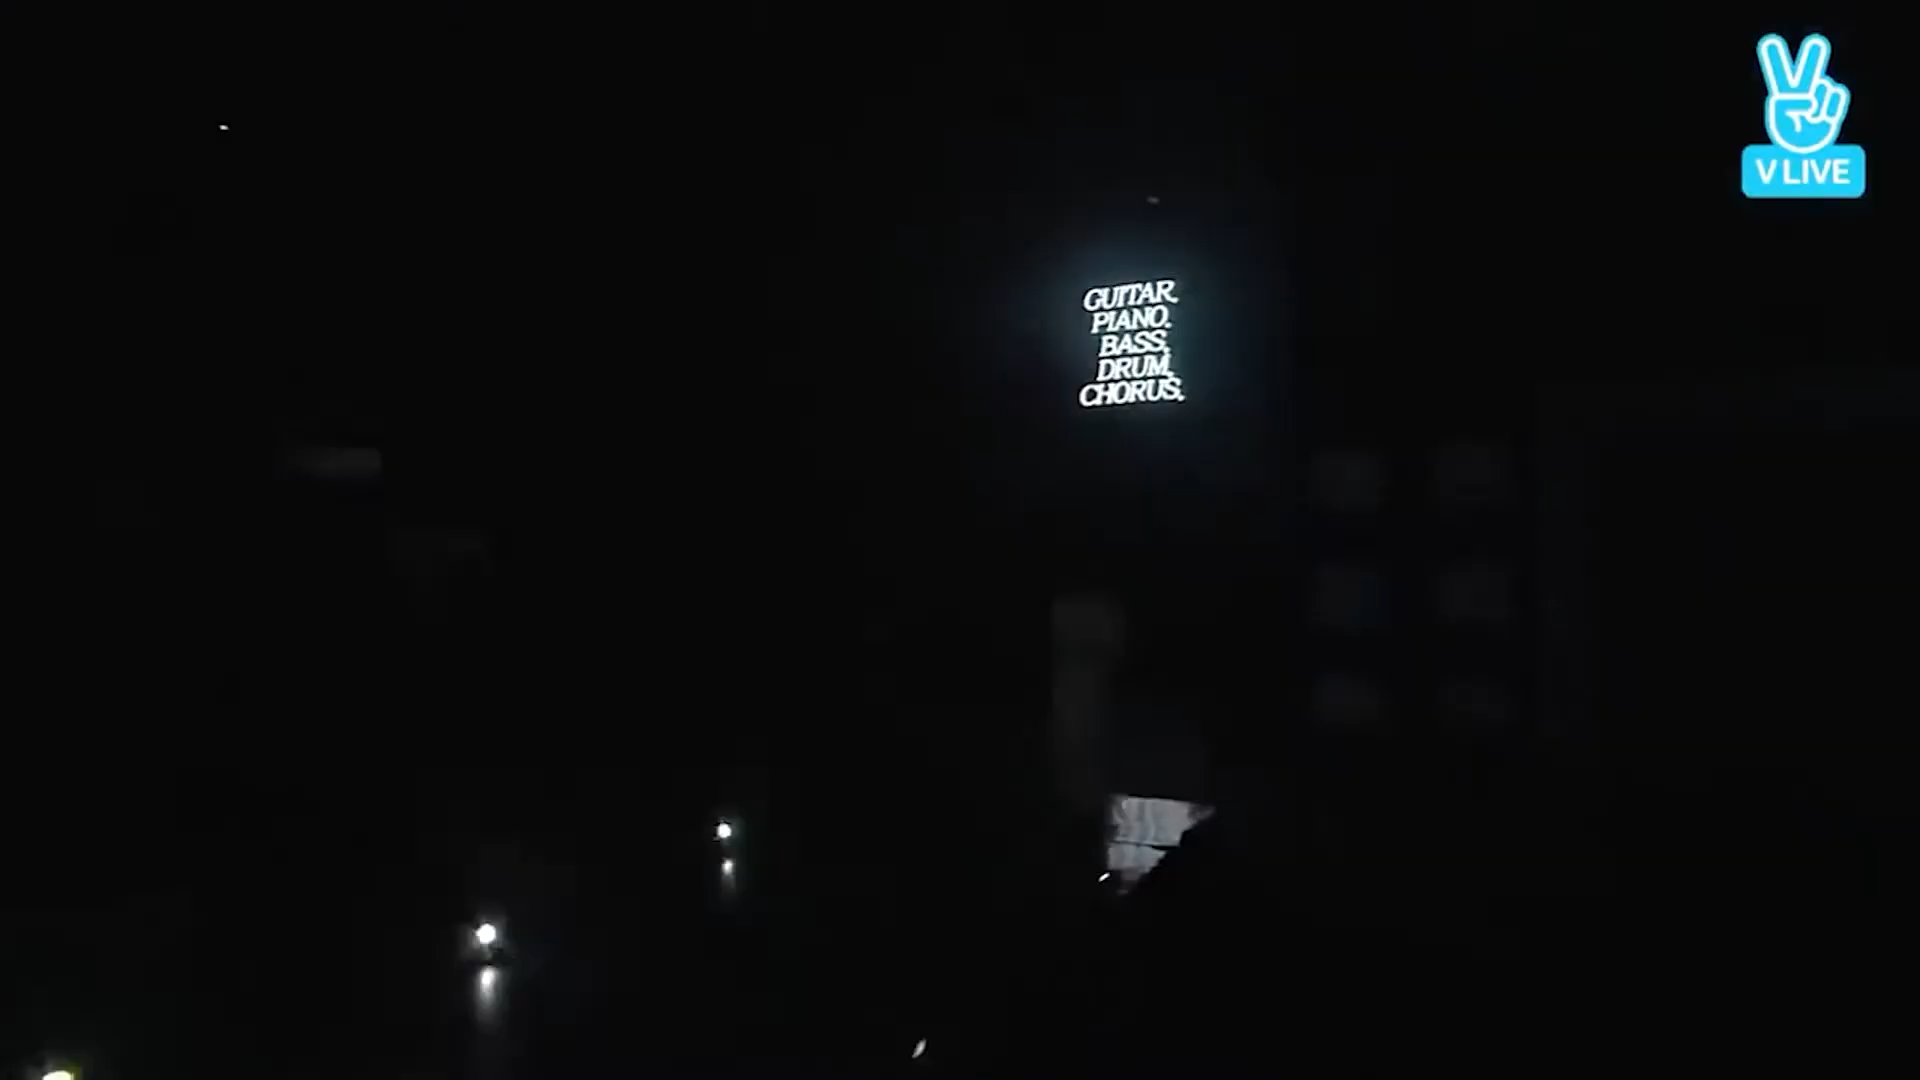 V LIVE
GUITAR.
PIANO.
BASS.
DRUM.
CHORUS.